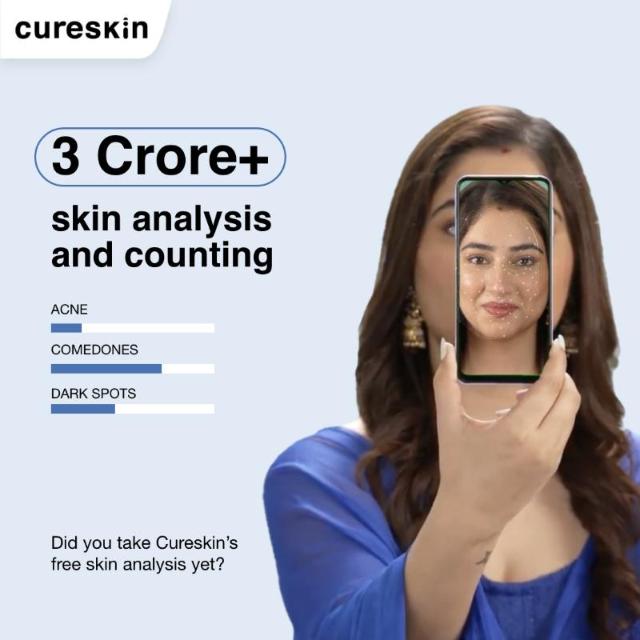 cureskin
3 Crore+
skin analysis
and counting
ACNE
COMEDONES
DARK SPOTS
Did you take Cureskin's
free skin analysis yet?